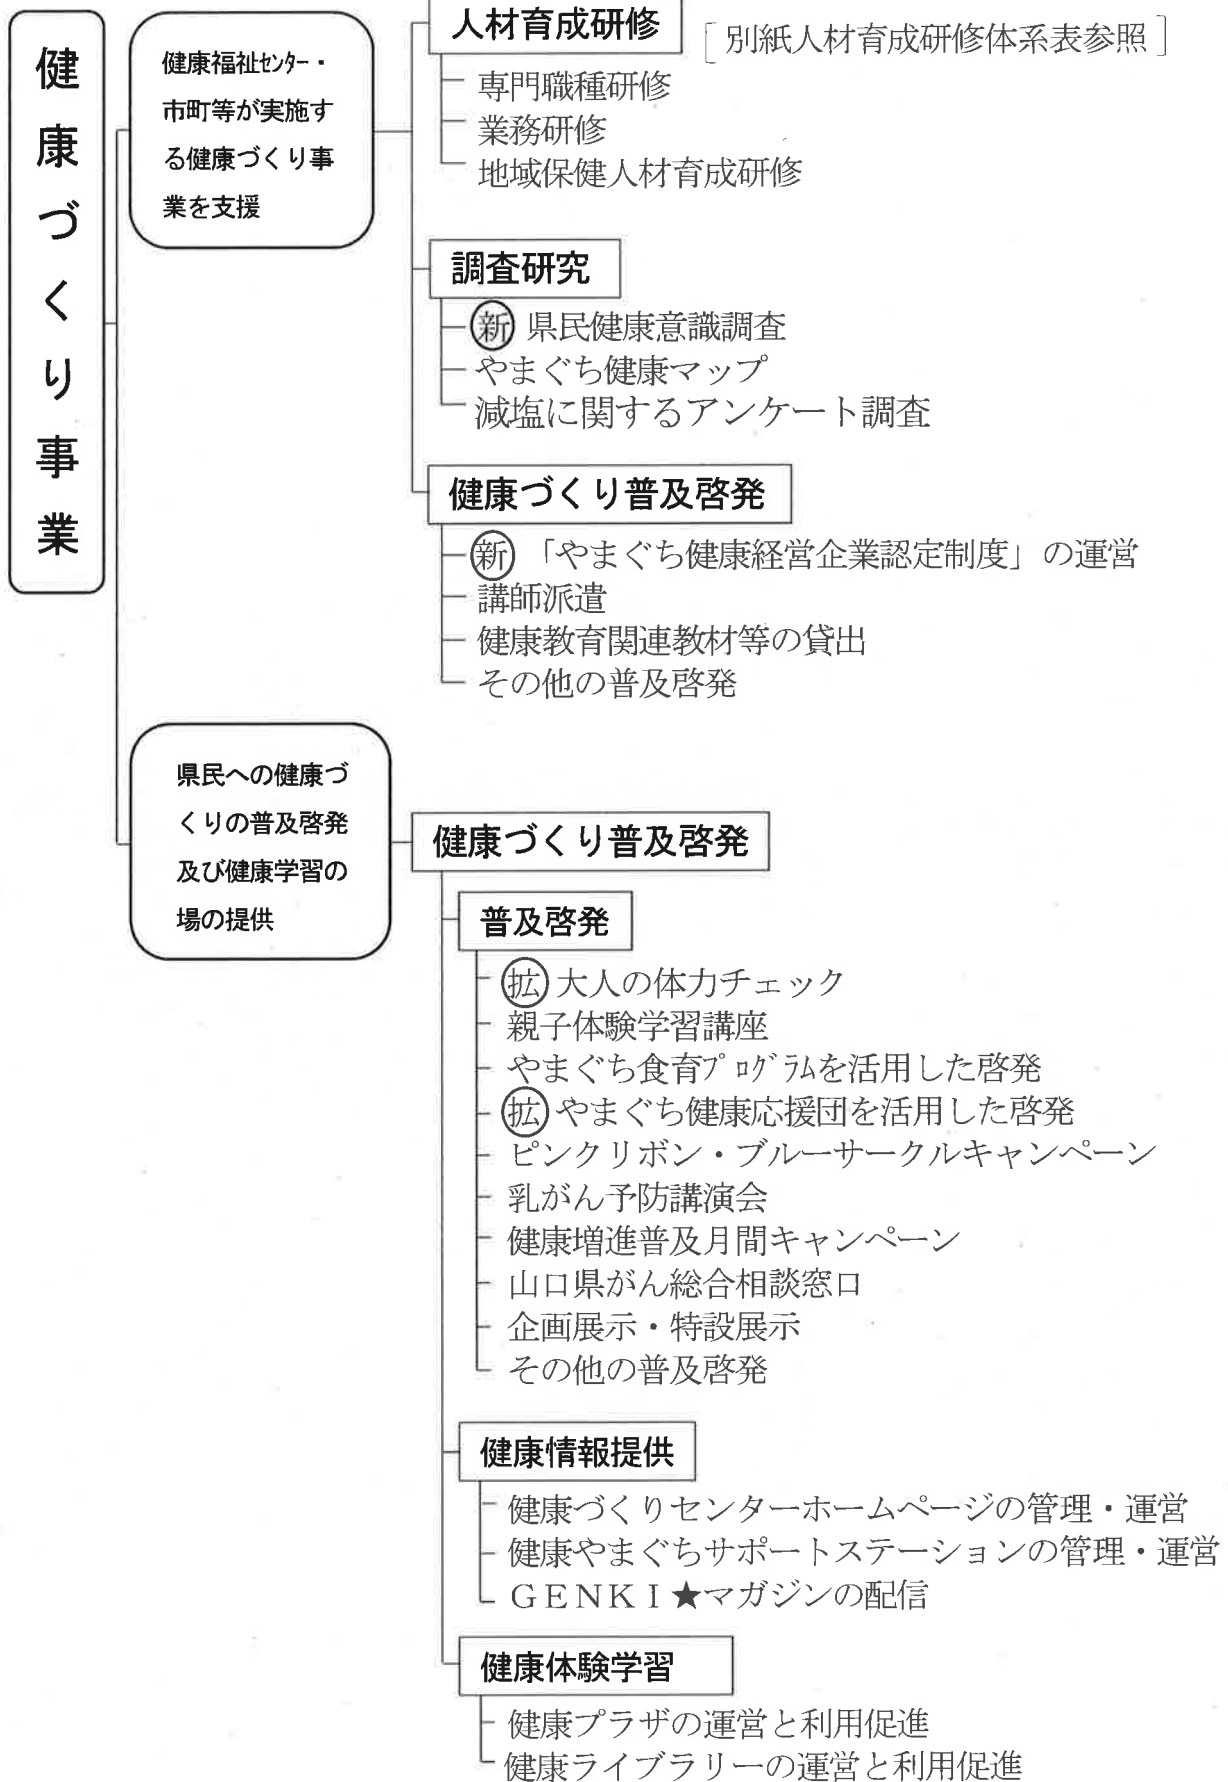 健康づくり事業
健康福祉ｾﾝﾀｰ・
市町等が実施す
る健康づくり事
業を支援
人材育成研修
［別紙人材育成研修体系表参照］
専門職種研修
業務研修
地域保健人材育成研修
調査研究
㊟新 県民健康意識調査
やまぐち健康マップ
減塩に関するアンケート調査
健康づくり普及啓発
新 「やまぐち健康経営企業認定制度」の運営
講師派遣
健康教育関連教材等の貸出
その他の普及啓発
県民への健康づ
くりの普及啓発
及び健康学習の
場の提供
健康づくり普及啓発
普及啓発
拡 大人の体力チェック
親子体験学習講座
やまぐち食育ﾌﾟﾛｸﾞﾗﾑを活用した啓発
拡 やまぐち健康応援団を活用した啓発
ピンクリボン・ブルーサークルキャンペーン
乳がん予防講演会
健康増進普及月間キャンペーン
山口県がん総合相談窓口
企画展示・特設展示
その他の普及啓発
健康情報提供
健康づくりセンターホームページの管理・運営
健康やまぐちサポートステーションの管理・運営
ＧＥＮＫＩ★マガジンの配信
健康体験学習
健康プラザの運営と利用促進
健康ライブラリーの運営と利用促進